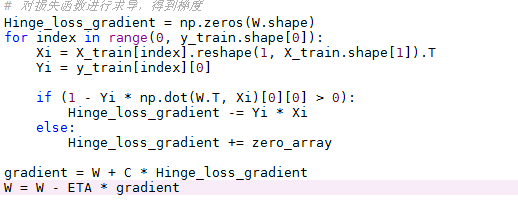 # 对损失函数进行求导，得到梯度
Hinge_loss_gradient = np.zeros(W.shape)
for index in range(0, y_train.shape[0]):
    Xi = X_train[index].reshape(1, X_train.shape[1]).T
    Yi = y_train[index][0]

    if (1 - Yi * np.dot(W.T, Xi)[0][0] > 0):
        Hinge_loss_gradient -= Yi * Xi
    else:
        Hinge_loss_gradient += zero_array

gradient = W + C * Hinge_loss_gradient
W = W - ETA * gradient